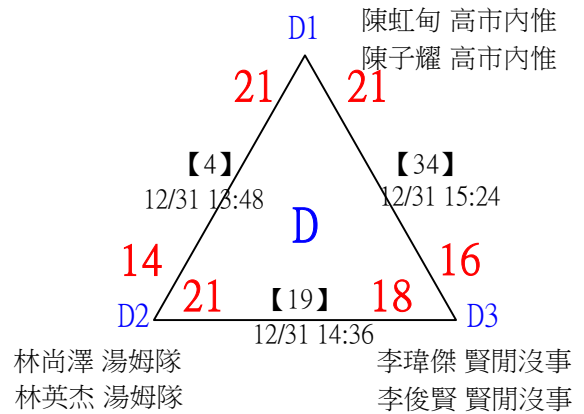 D1
陳虹甸 高市內惟
陳子耀 高市內惟
21 21
【4】 【34】
12/31 13:48 12/31 15:24
D
14 16
21 【19】 18
D2 D3
12/31 14:36
林尚澤 湯姆隊 李瑋傑 賢閒沒事
林英杰 湯姆隊 李俊賢 賢閒沒事